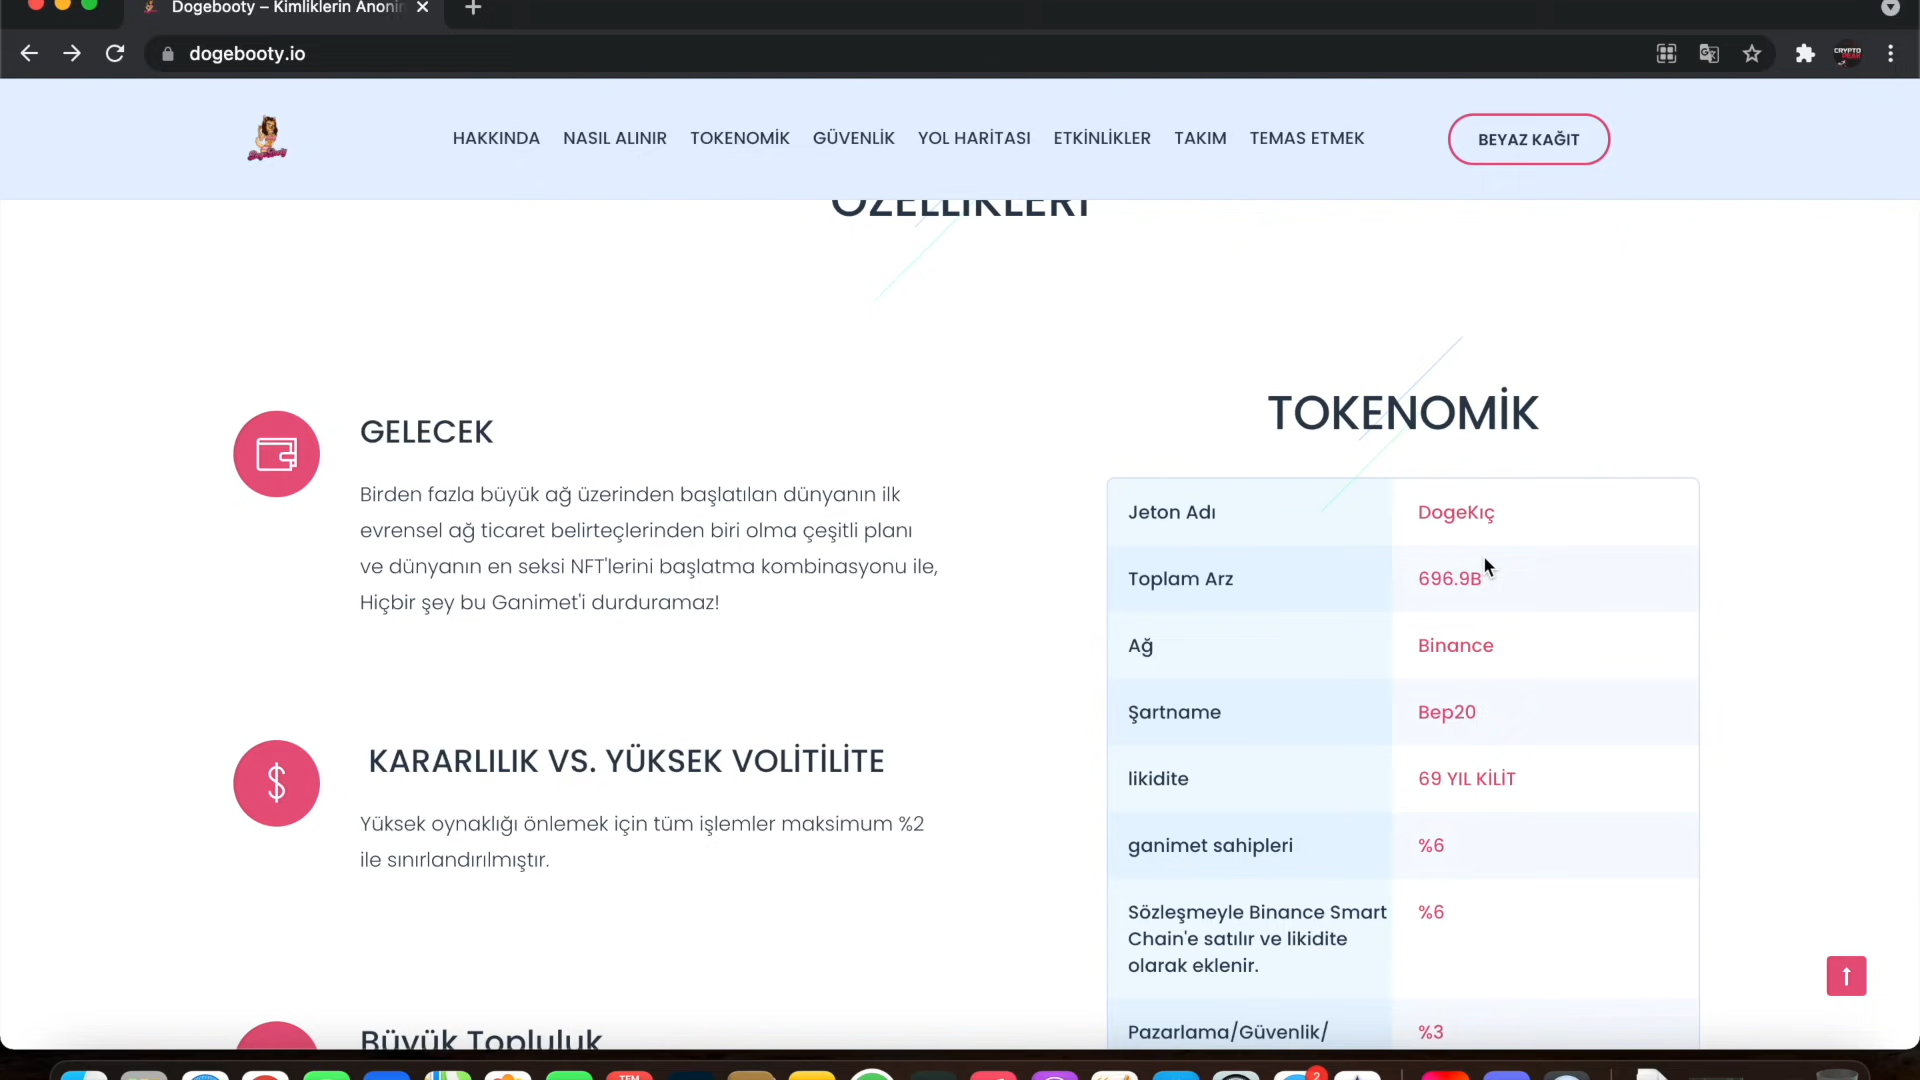 Dogebooty – Kimliklerin Anonim
dogebooty.io
HAKKINDA NASIL ALINIR TOKENOMİK GÜVENLİK YOL HARİTASI ETKİNLİKLER TAKIM TEMAS ETMEK
BEYAZ KAĞIT
ÖZELLİKLERİ
GELECEK
Birden fazla büyük ağ üzerinden başlatılan dünyanın ilk
evrensel ağ ticaret belirteçlerinden biri olma çeşitli planı
ve dünyanın en seksi NFT'lerini başlatma kombinasyonu ile,
Hiçbir şey bu Ganimet'i durduramaz!
KARARLILIK VS. YÜKSEK VOLİTİLİTE
Yüksek oynaklığı önlemek için tüm işlemler maksimum %2
ile sınırlandırılmıştır.
Büyük Topluluk
TOKENOMİK
Jeton Adı DogeKıç
Toplam Arz 696.9B
Ağ Binance
Şartname Bep20
likidite 69 YIL KİLİT
ganimet sahipleri %6
Sözleşmeyle Binance Smart %6
Chain'e satılır ve likidite
olarak eklenir.
Pazarlama/Güvenlik/ %3
TEM
2